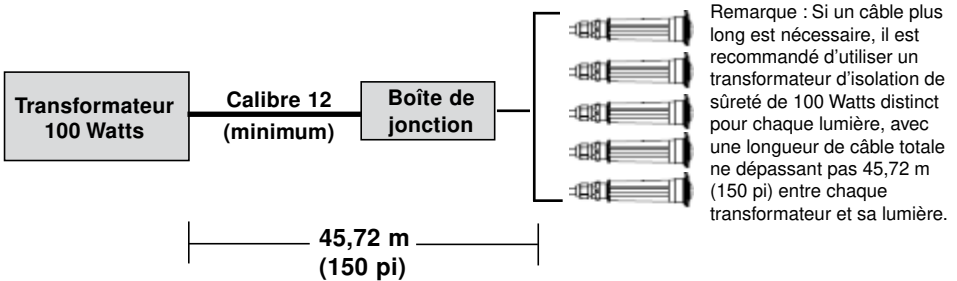 Transformateur
100 Watts
Calibre 12
(minimum)
Boîte de
jonction
45,72 m
(150 pi)
Remarque : Si un câble plus
long est nécessaire, il est
recommandé d'utiliser un
transformateur d'isolation de
sûreté de 100 Watts distinct
pour chaque lumière, avec
une longueur de câble totale
ne dépassant pas 45,72 m
(150 pi) entre chaque
transformateur et sa lumière.